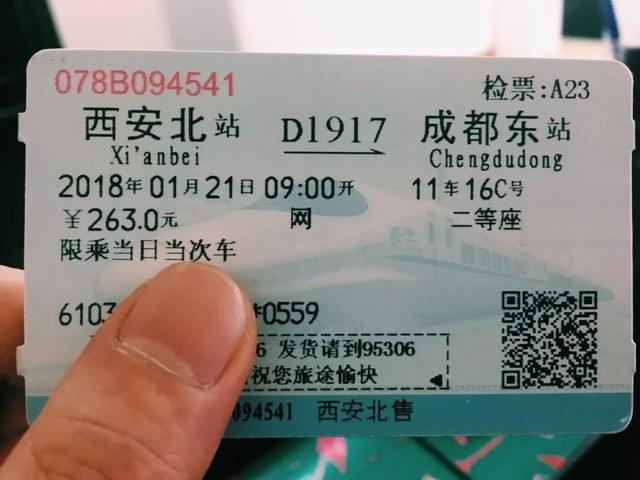 078B094541 检票:A23
西安北站 D1917 成都东站
Xi'anbei Chengdudong
2018年01月21日09:00开 11车16C号
￥263.0元 网 二等座
限乘当日当次车
6103 *0559
6 发货请到95306
祝您旅途愉快
094541 西安北售